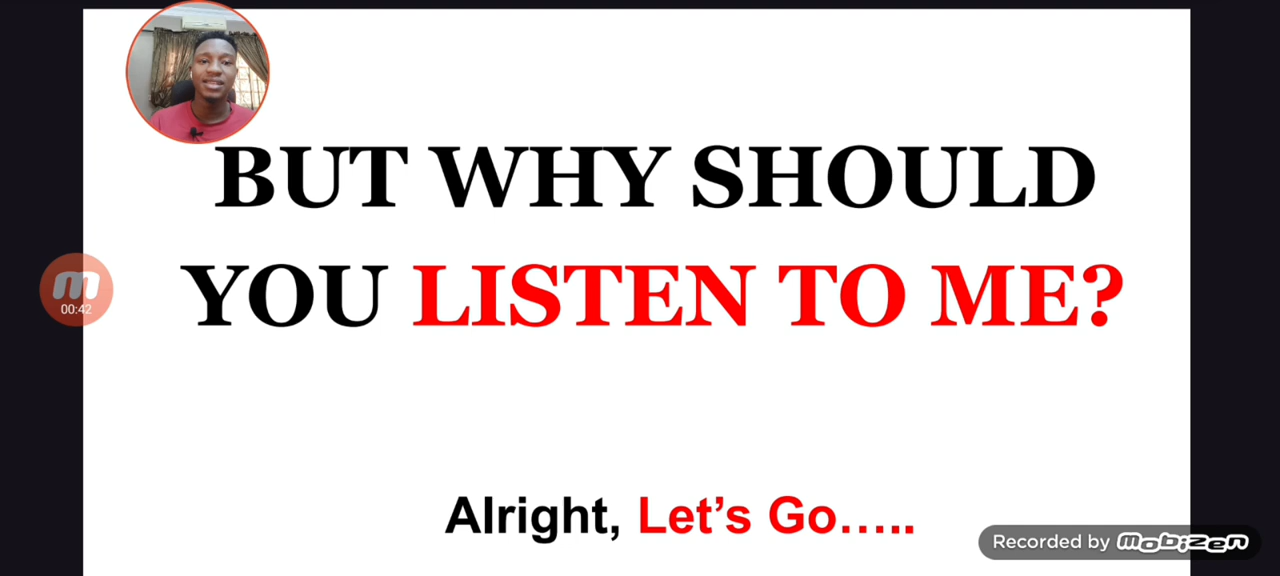 BUT WHY SHOULD
YOU LISTEN TO ME?
m
00:42
Alright, Let’s Go.....
Recorded by mobizen